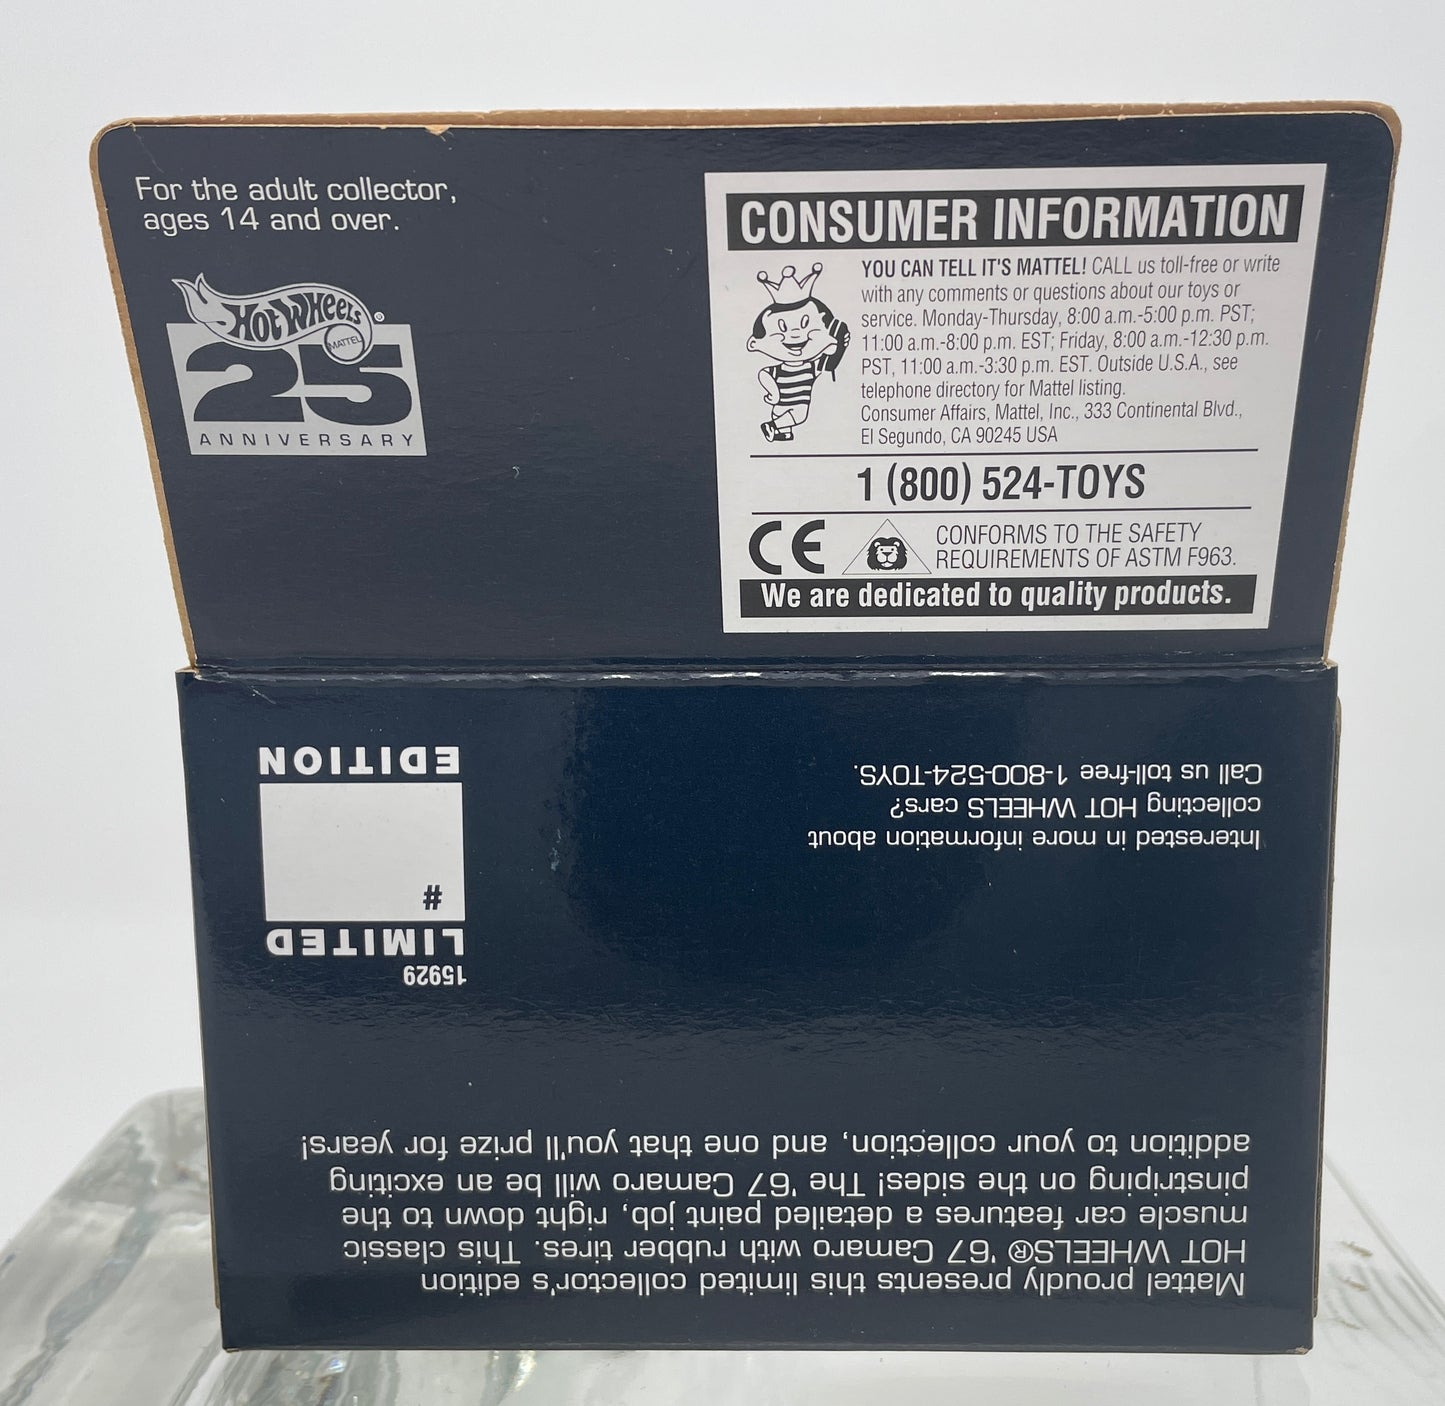 For the adult collector,
ages 14 and over.
HOT WHEELS ®
MATTEL
25
ANNIVERSARY
CONSUMER INFORMATION
YOU CAN TELL IT'S MATTEL! CALL us toll-free or write
with any comments or questions about our toys or
service. Monday-Thursday, 8:00 a.m.-5:00 p.m. PST;
11:00 a.m.-8:00 p.m. EST; Friday, 8:00 a.m.-12:30 p.m.
PST, 11:00 a.m.-3:30 p.m. EST. Outside U.S.A., see
telephone directory for Mattel listing.
Consumer Affairs, Mattel, Inc., 333 Continental Blvd.,
El Segundo, CA 90245 USA
1 (800) 524-TOYS
CE
CONFORMS TO THE SAFETY
REQUIREMENTS OF ASTM F963.
We are dedicated to quality products.
Mattel proudly presents this limited collector's edition
HOT WHEELS® '67 Camaro with rubber tires. This classic
muscle car features a detailed paint job, right down to the
pinstriping on the sides! The '67 Camaro will be an exciting
addition to your collection, and one that you'll prize for years!
15929
LIMITED
#
EDITION
Interested in more information about
collecting HOT WHEELS cars?
Call us toll-free 1-800-524-TOYS.